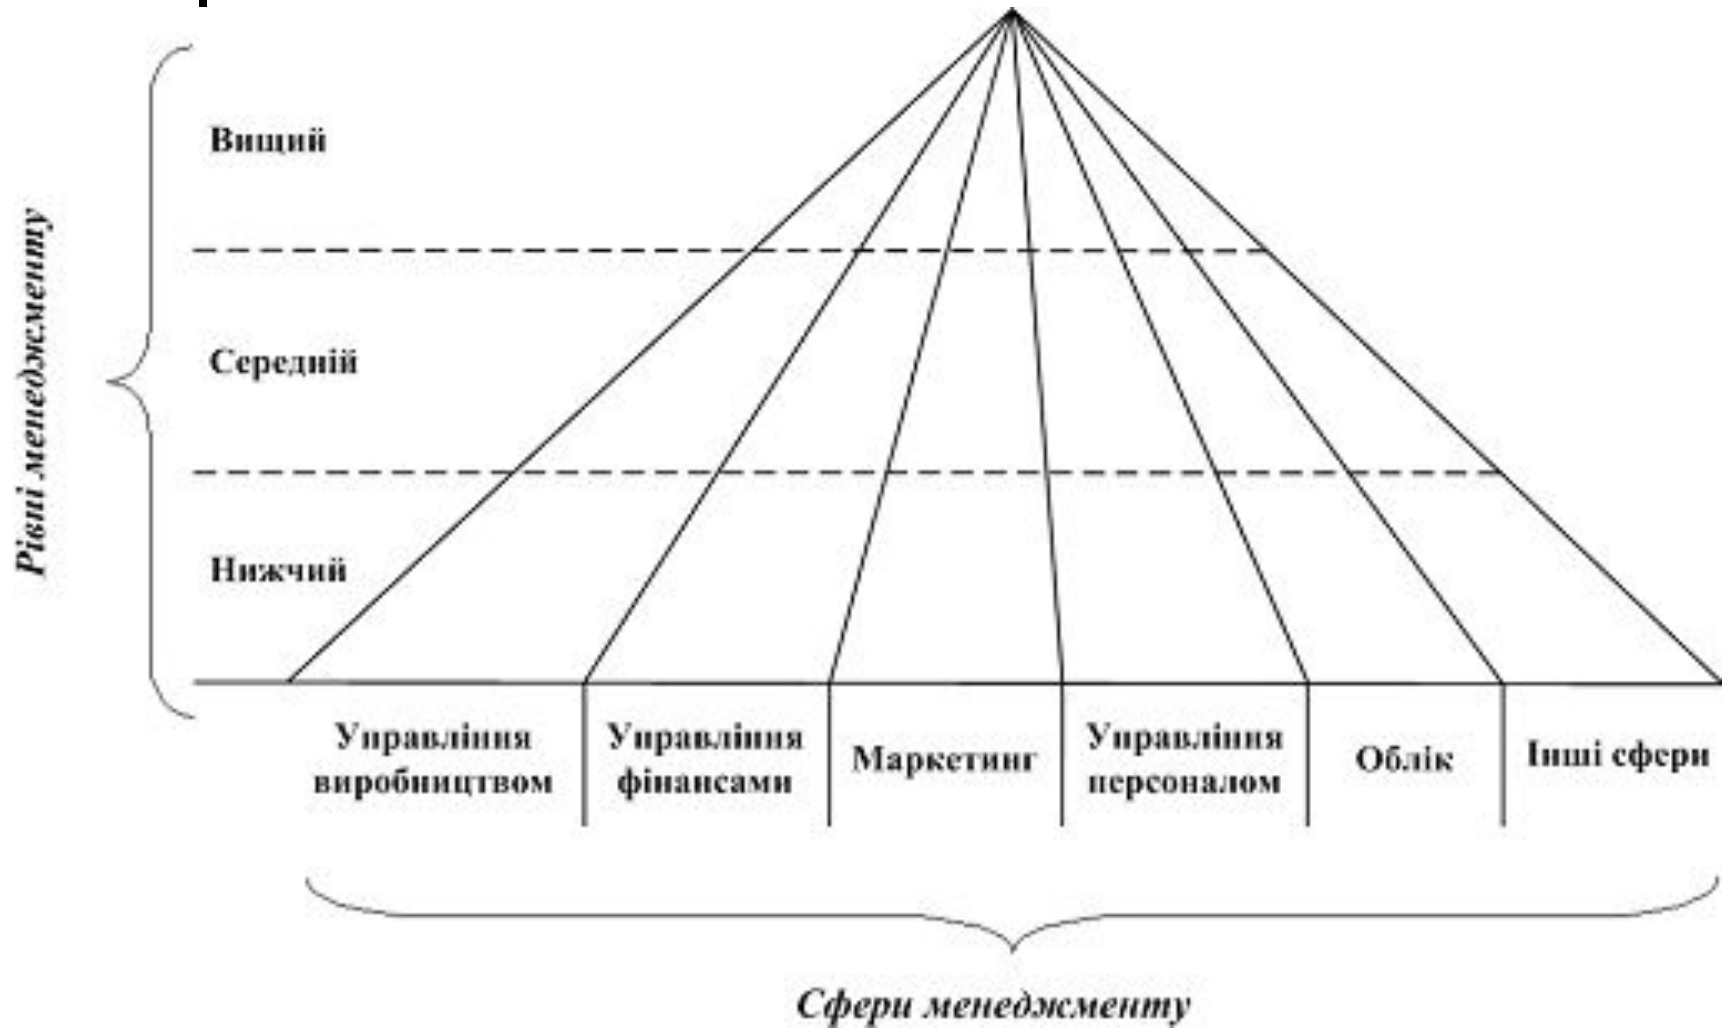 Рівні менеджменту
Вищий
Середній
Нижчий
Управління
виробництвом
Управління
фінансами
Маркетинг
Управління
персоналом
Облік
Інші сфери
Сфери менеджменту